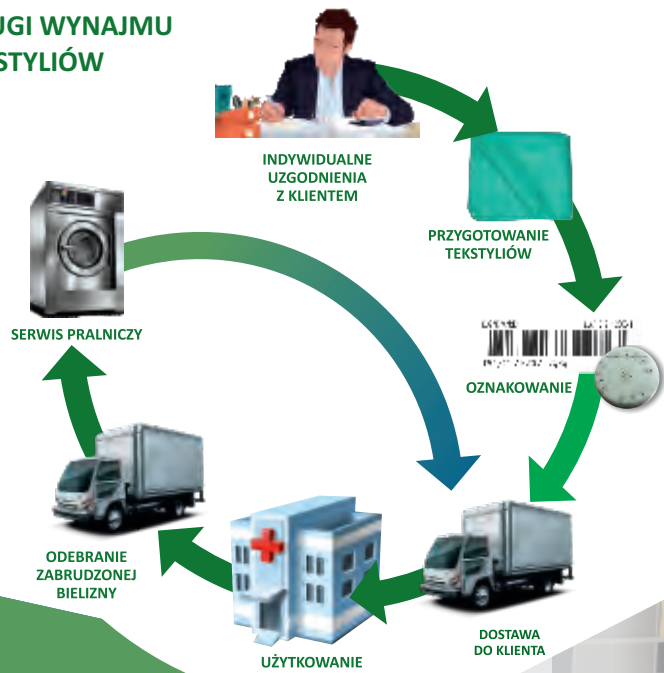 UGI WYNAJMU
STYLIÓW
INDYWIDUALNE
UZGODNIENIA
Z KLIENTEM
PRZYGOTOWANIE
TEKSTYLIÓW
SERWIS PRALNICZY
OZNAKOWANIE
ODEBRANIE
ZABRUDZONEJ
BIELIZNY
DOSTAWA
DO KLIENTA
UŻYTKOWANIE